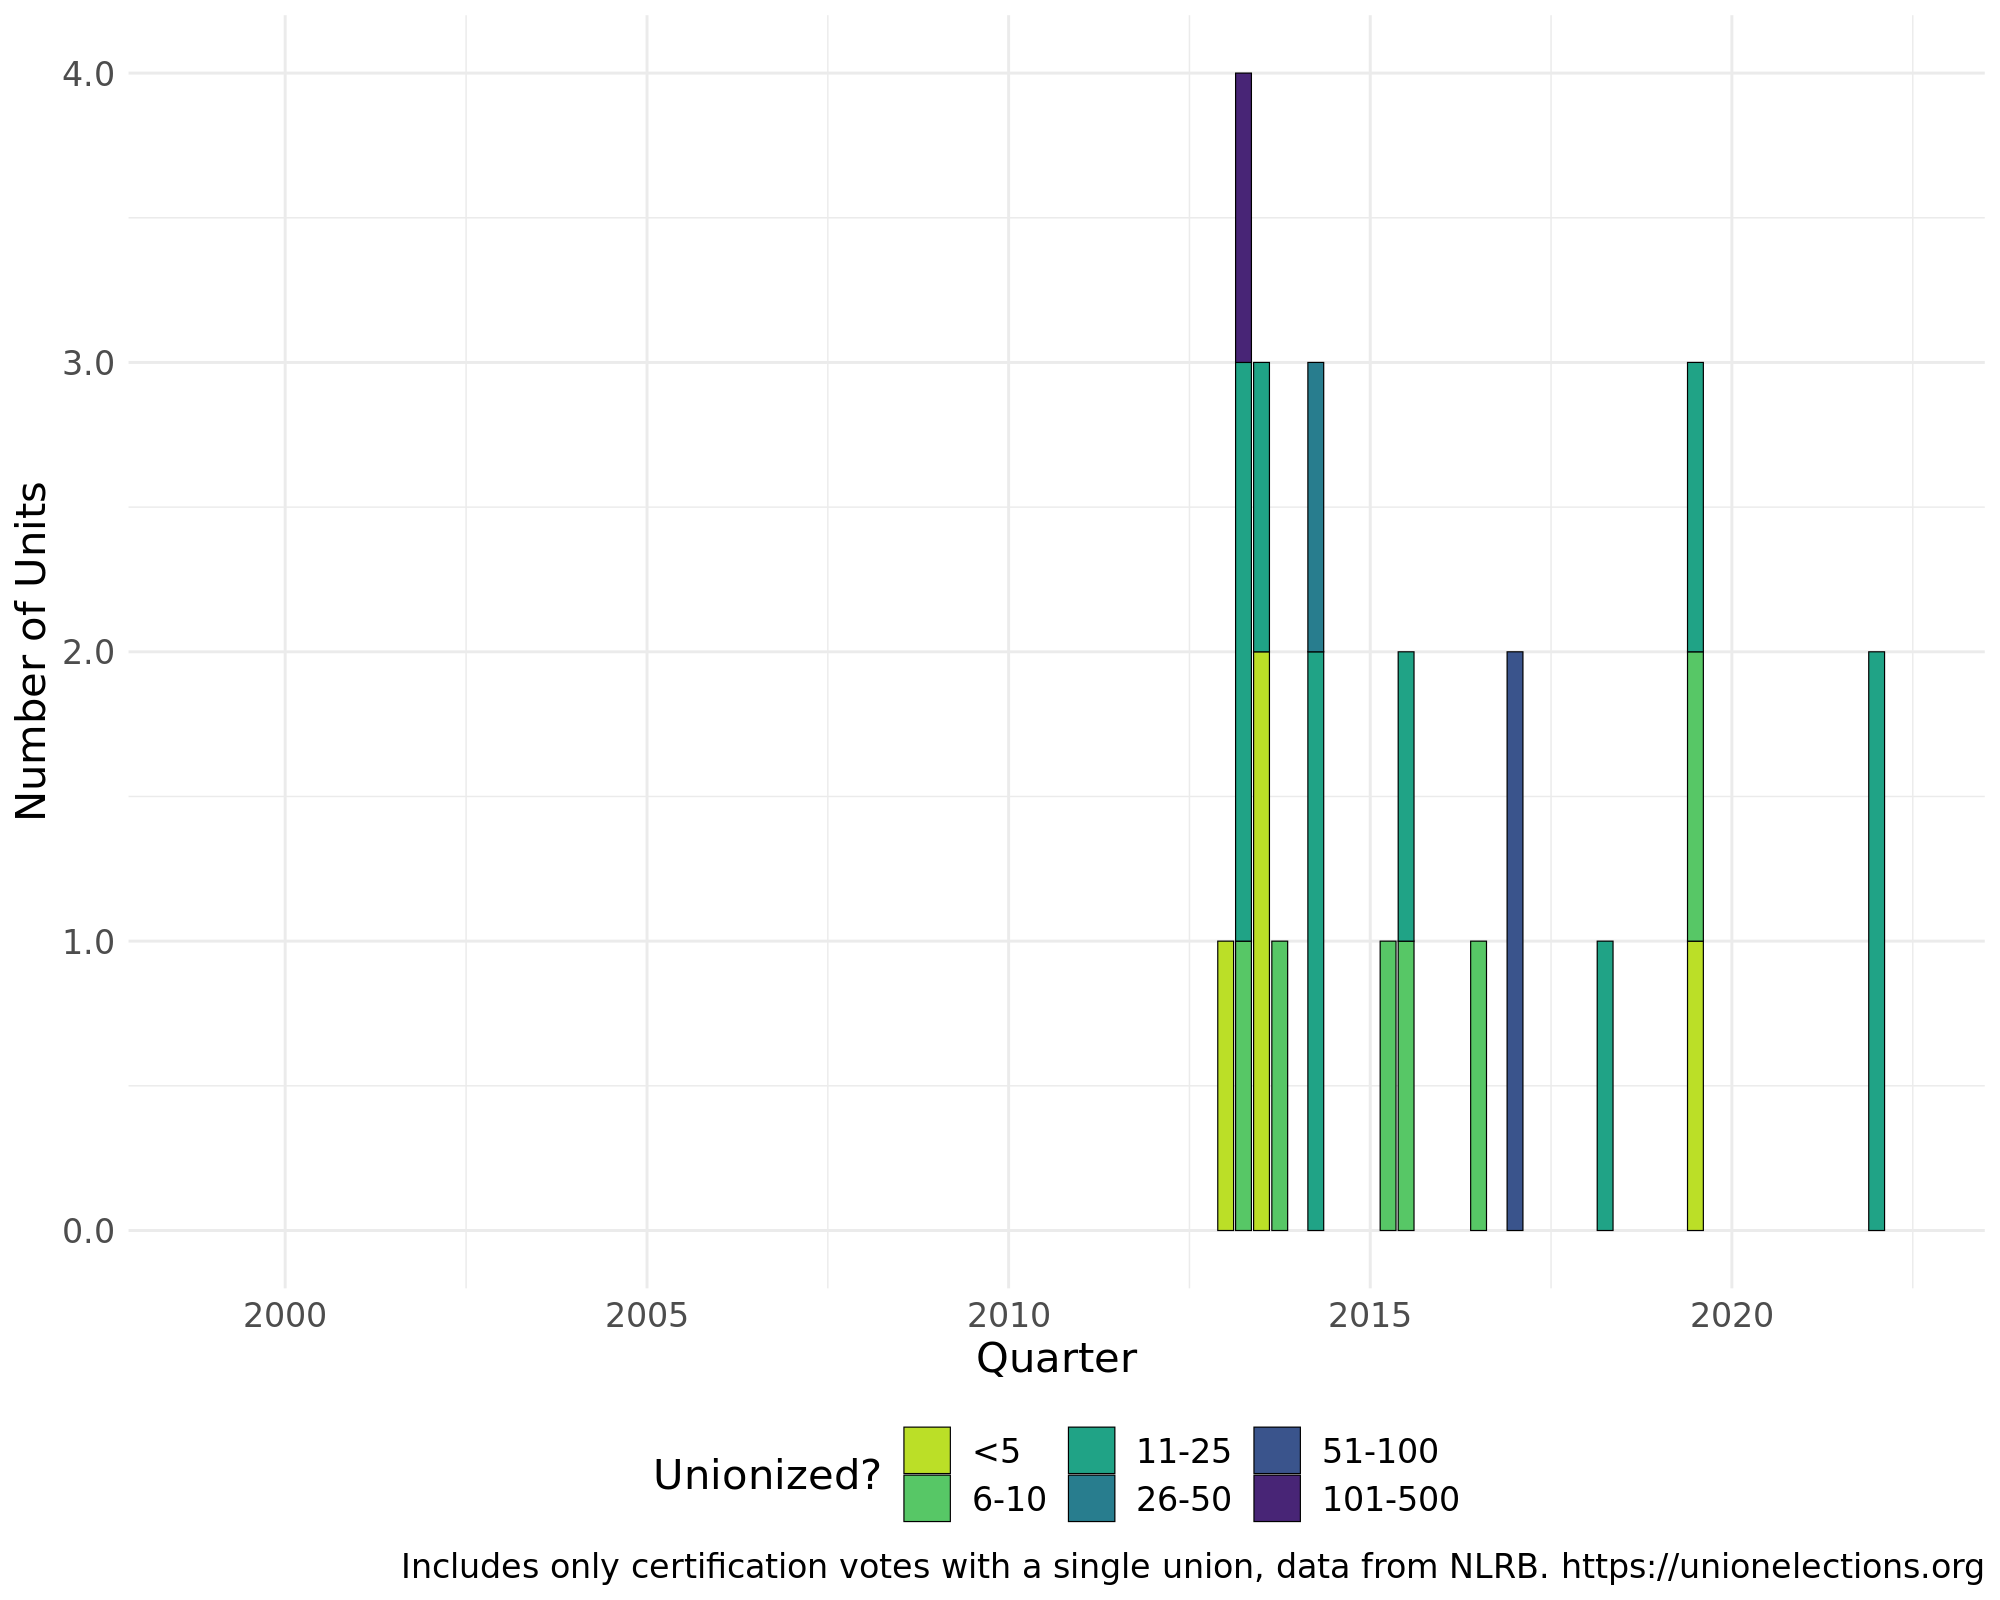 4.0
3.0
2.0
1.0
0.0
Number of Units
2000 2005 2010 2015 2020
Quarter
Unionized?
<5 11-25 51-100
6-10 26-50 101-500
Includes only certification votes with a single union, data from NLRB. https://unionelections.org